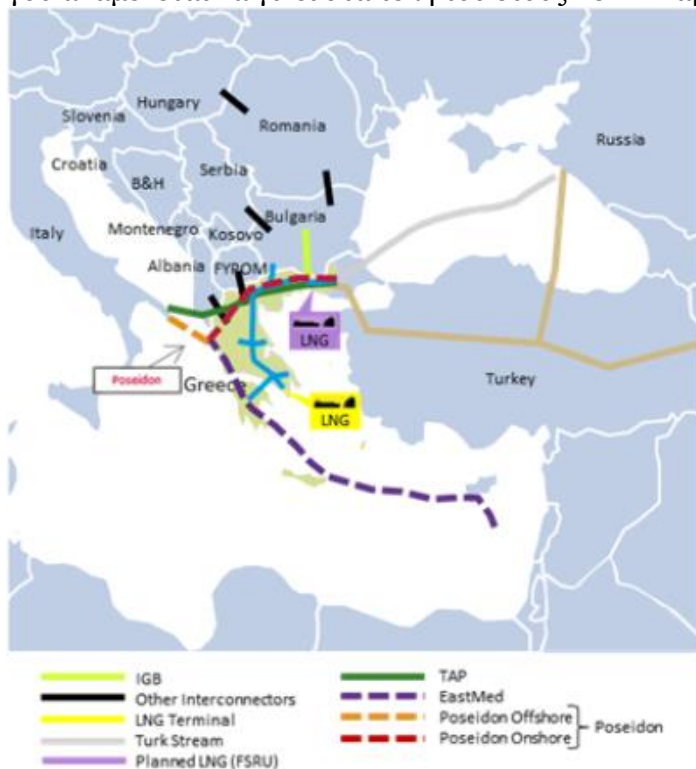 Hungary
Slovenia
Romania
Russia
Croatia
Serbia
B&H
Italy
Bulgaria
Montenegro
Kosovo
Albania
FYROM
LNG
Poseidon
Greece
Turkey
LNG
IGB
Other Interconnectors
LNG Terminal
Turk Stream
Planned LNG (FSRU)
TAP
EastMed
Poseidon Offshore
Poseidon Onshore
Poseidon